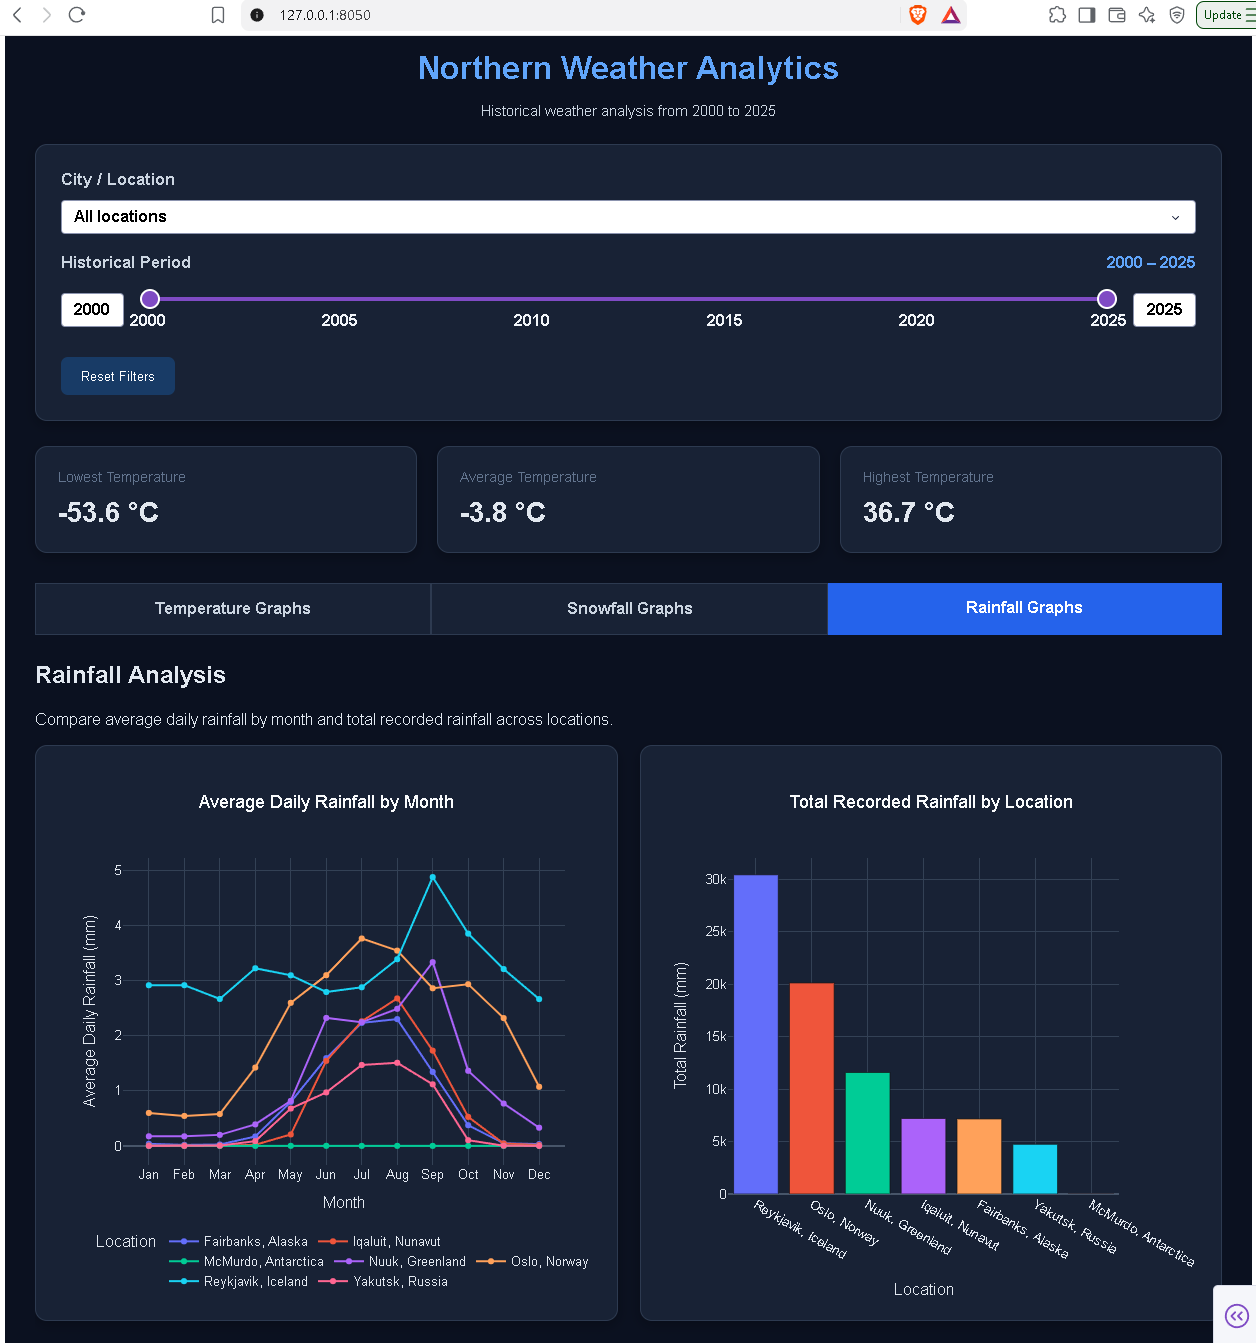 127.0.0.1:8050
Update
Northern Weather Analytics
Historical weather analysis from 2000 to 2025
City / Location
All locations
Historical Period
2000 – 2025
2000
2000 2005 2010 2015 2020 2025
2025
Reset Filters
Lowest Temperature
-53.6 °C
Average Temperature
-3.8 °C
Highest Temperature
36.7 °C
Temperature Graphs
Snowfall Graphs
Rainfall Graphs
Rainfall Analysis
Compare average daily rainfall by month and total recorded rainfall across locations.
Average Daily Rainfall by Month
Average Daily Rainfall (mm)
5
4
3
2
1
0
Jan Feb Mar Apr May Jun Jul Aug Sep Oct Nov Dec
Month
Location
Fairbanks, Alaska Iqaluit, Nunavut
McMurdo, Antarctica Nuuk, Greenland Oslo, Norway
Reykjavik, Iceland Yakutsk, Russia
Total Recorded Rainfall by Location
Total Rainfall (mm)
30k
25k
20k
15k
10k
5k
0
Reykjavik, Iceland
Oslo, Norway
Nuuk, Greenland
Iqaluit, Nunavut
Fairbanks, Alaska
Yakutsk, Russia
McMurdo, Antarctica
Location